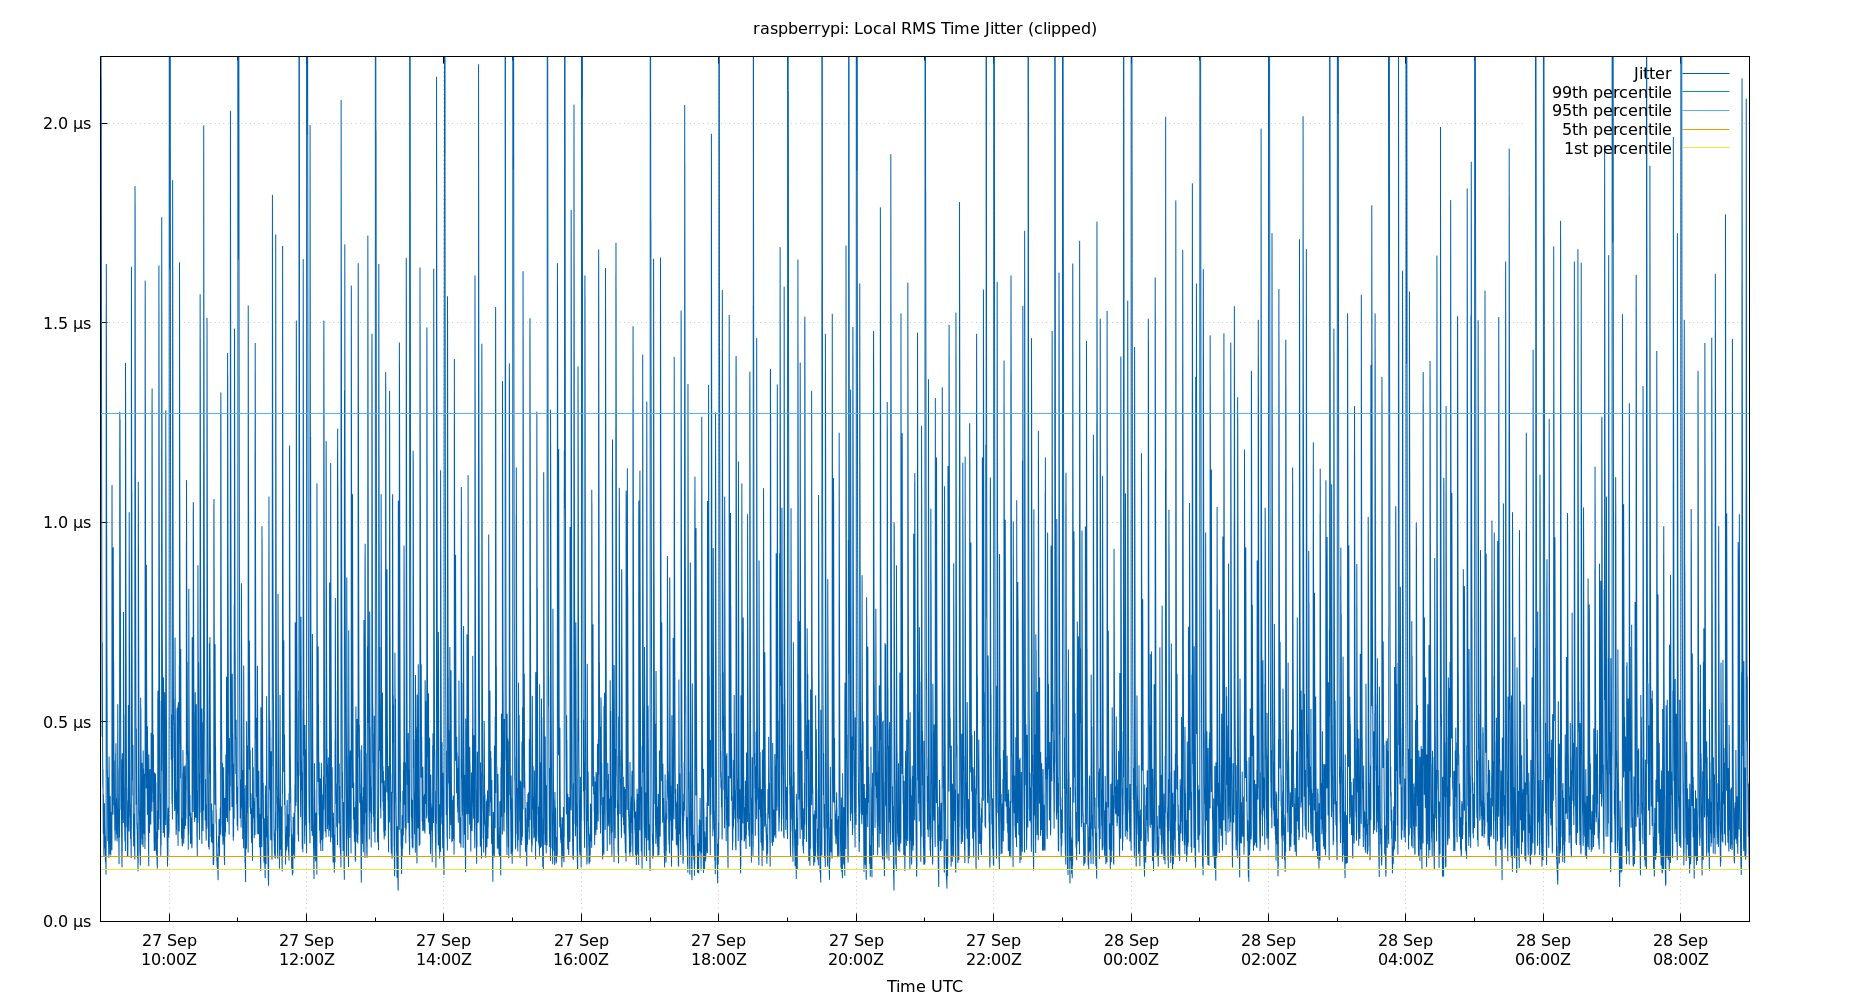 raspberrypi: Local RMS Time Jitter (clipped)
Jitter
99th percentile
95th percentile
5th percentile
1st percentile
2.0 µs
1.5 µs
1.0 µs
0.5 µs
0.0 µs
27 Sep 27 Sep 27 Sep 27 Sep 27 Sep 27 Sep 27 Sep 28 Sep 28 Sep 28 Sep 28 Sep 28 Sep
10:00Z 12:00Z 14:00Z 16:00Z 18:00Z 20:00Z 22:00Z 00:00Z 02:00Z 04:00Z 06:00Z 08:00Z
Time UTC